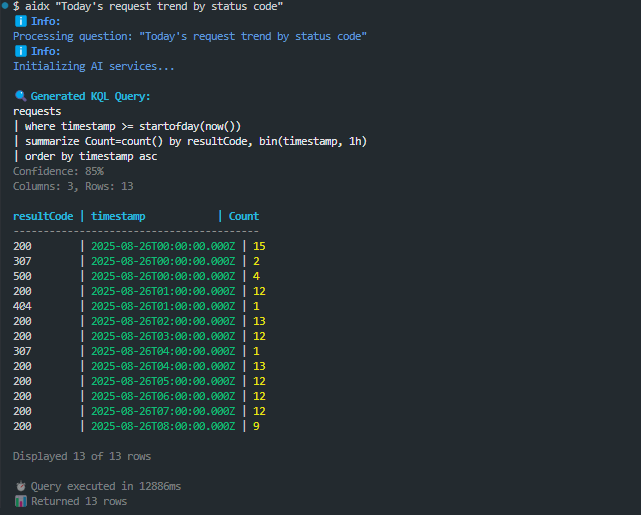 $ aidx "Today's request trend by status code"
Info:
Processing question: "Today's request trend by status code"
Info:
Initializing AI services...
Generated KQL Query:
requests
| where timestamp >= startofday(now())
| summarize Count=count() by resultCode, bin(timestamp, 1h)
| order by timestamp asc
Confidence: 85%
Columns: 3, Rows: 13
resultCode | timestamp | Count
-----------------------------------------
200 | 2025-08-26T00:00:00.000Z | 15
307 | 2025-08-26T00:00:00.000Z | 2
500 | 2025-08-26T00:00:00.000Z | 4
200 | 2025-08-26T01:00:00.000Z | 12
404 | 2025-08-26T01:00:00.000Z | 1
200 | 2025-08-26T02:00:00.000Z | 13
200 | 2025-08-26T03:00:00.000Z | 12
307 | 2025-08-26T04:00:00.000Z | 1
200 | 2025-08-26T04:00:00.000Z | 13
200 | 2025-08-26T05:00:00.000Z | 12
200 | 2025-08-26T06:00:00.000Z | 12
200 | 2025-08-26T07:00:00.000Z | 12
200 | 2025-08-26T08:00:00.000Z | 9
Displayed 13 of 13 rows
Query executed in 12886ms
Returned 13 rows